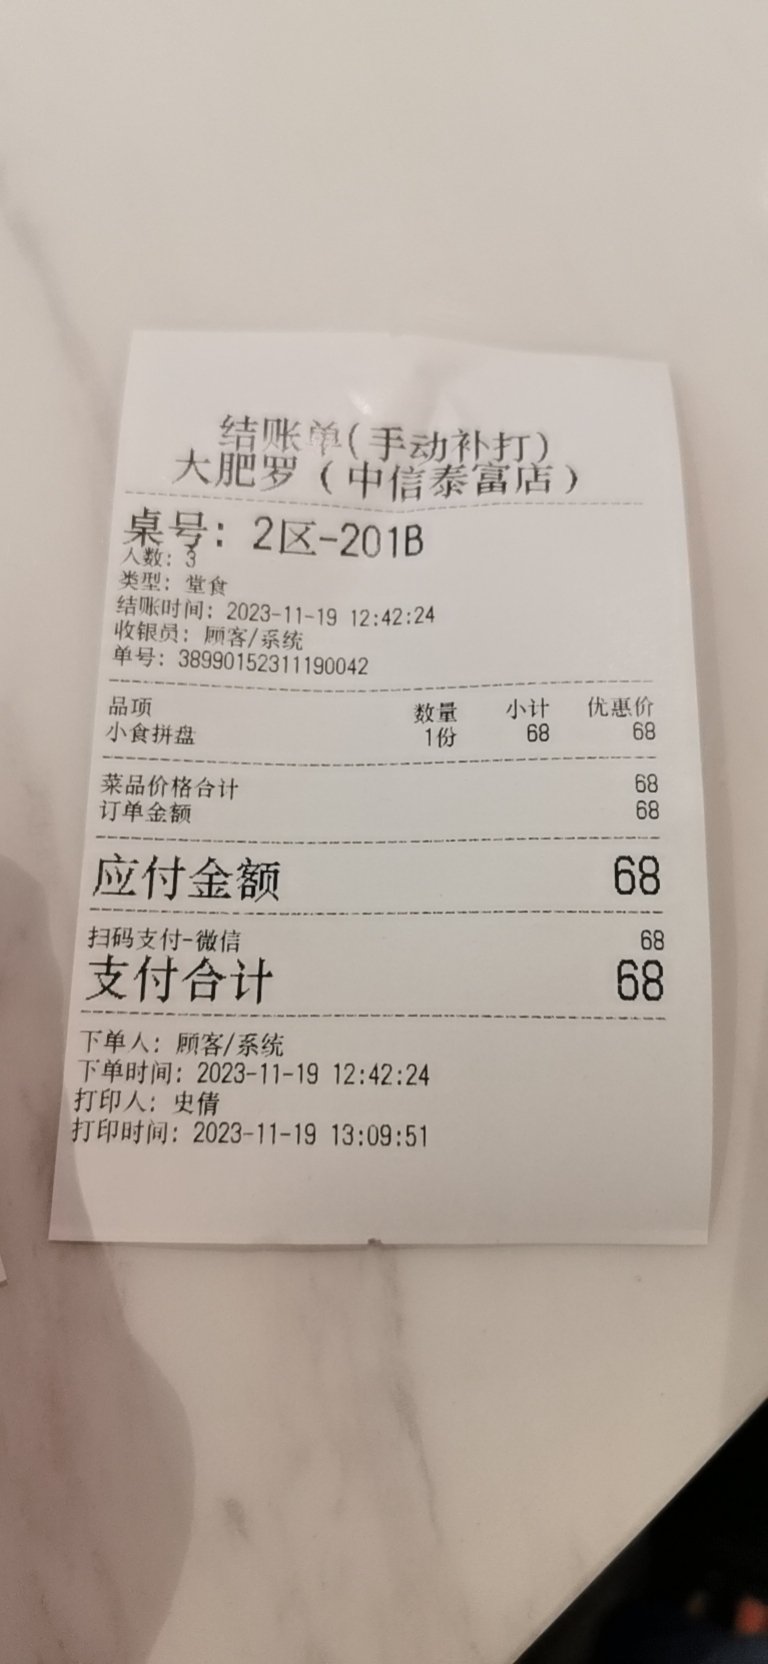 结账单(手动补打)
大肥罗（中信泰富店）
桌号: 2区-201B
人数: 3
类型: 堂食
结账时间: 2023-11-19 12:42:24
收银员: 顾客/系统
单号: 38990152311190042
品项 数量 小计 优惠价
小食拼盘 1份 68 68
菜品价格合计 68
订单金额 68
应付金额 68
扫码支付-微信 68
支付合计 68
下单人: 顾客/系统
下单时间: 2023-11-19 12:42:24
打印人: 史倩
打印时间: 2023-11-19 13:09:51